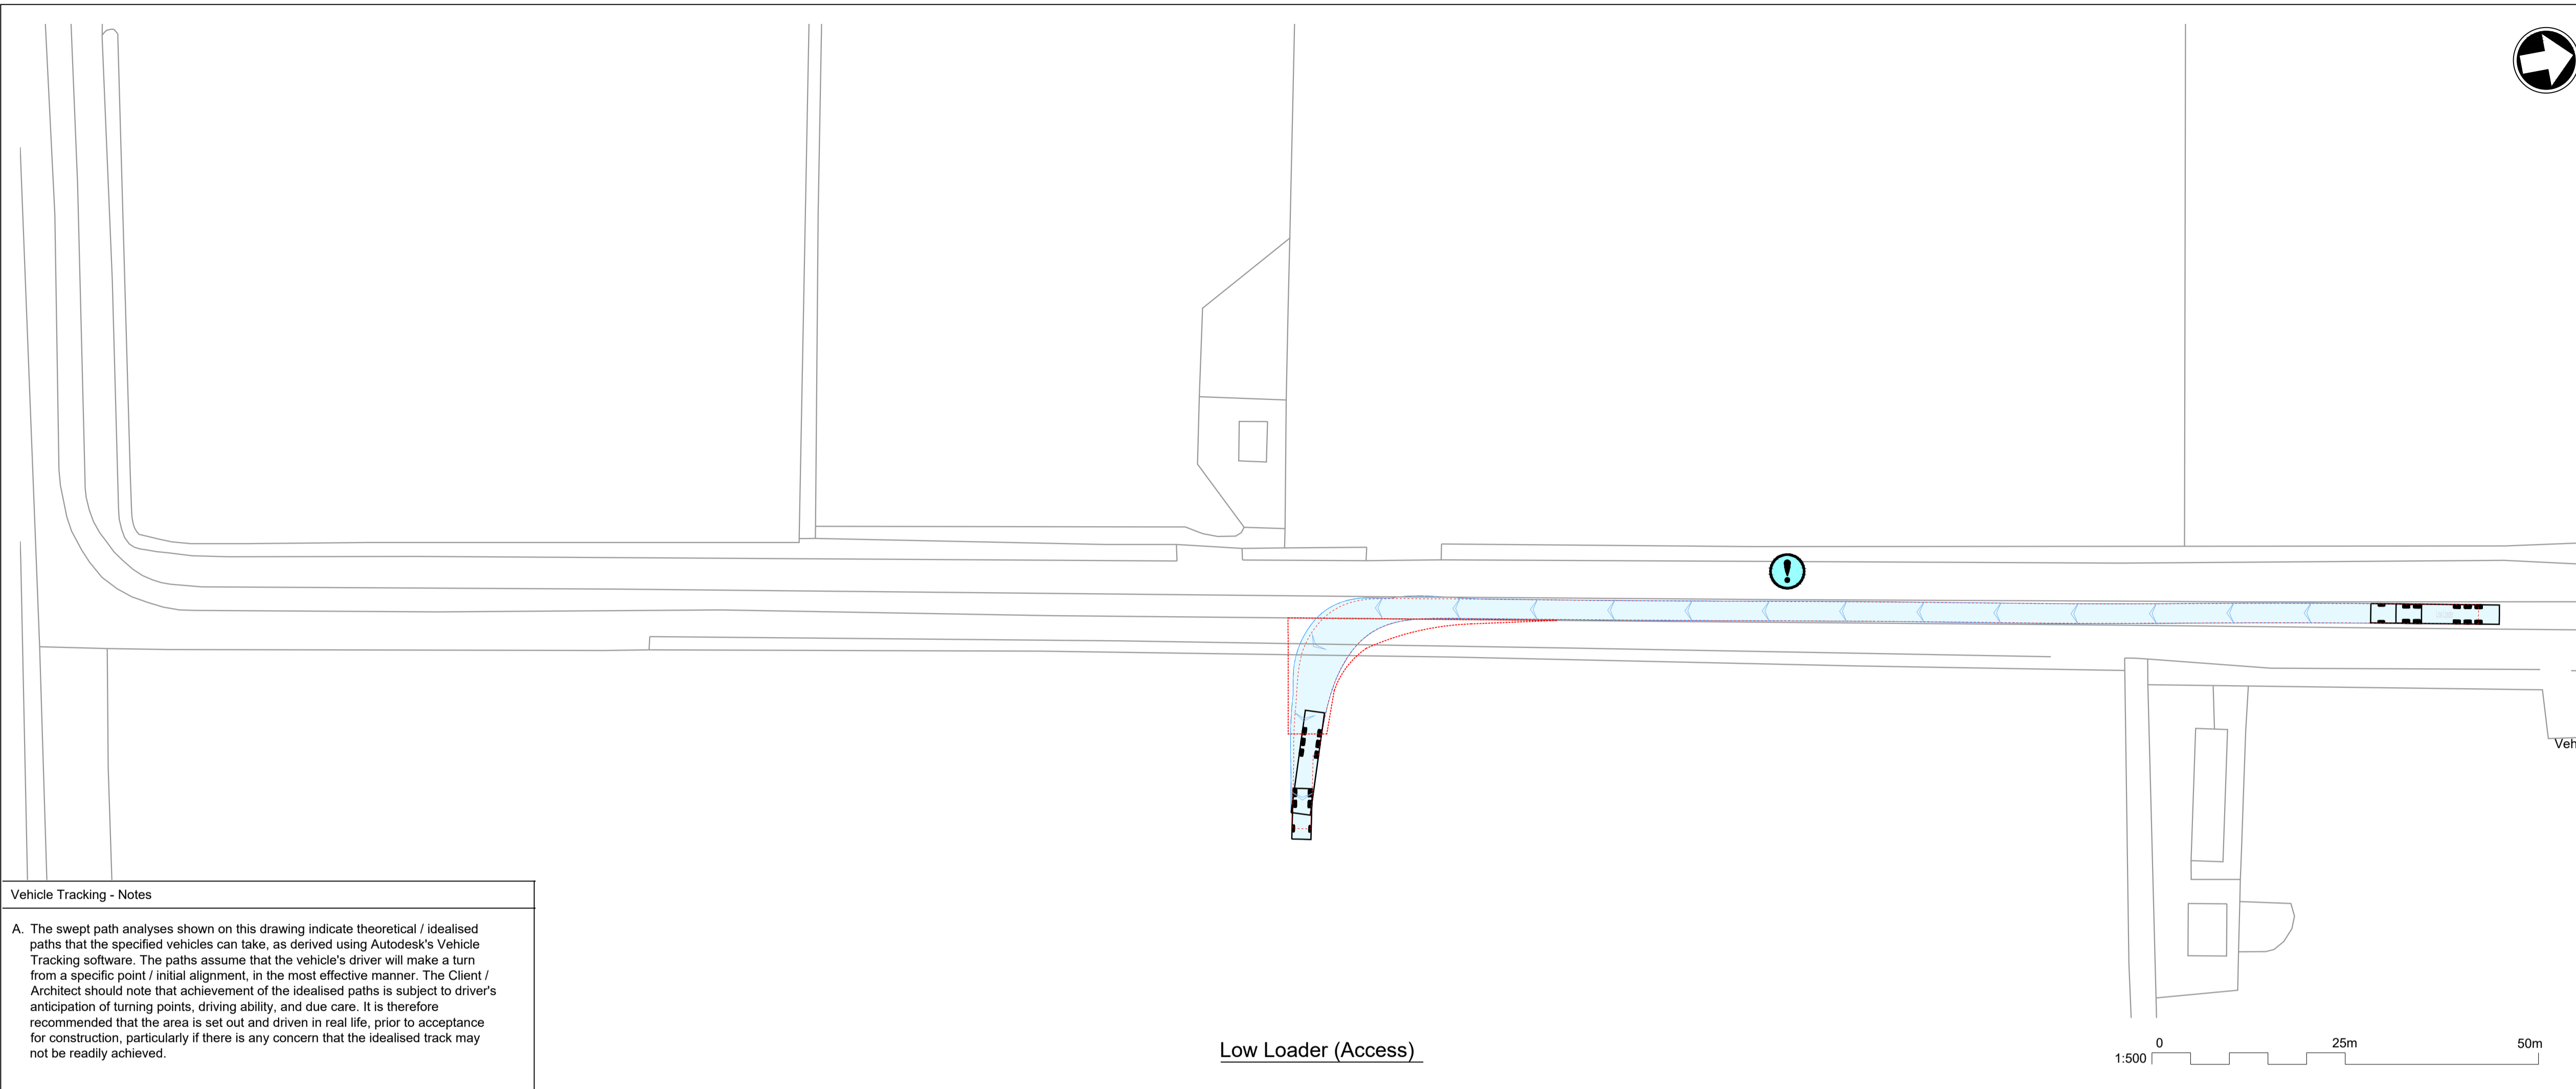 Veh
Vehicle Tracking - Notes
A. The swept path analyses shown on this drawing indicate theoretical / idealised
paths that the specified vehicles can take, as derived using Autodesk's Vehicle
Tracking software. The paths assume that the vehicle's driver will make a turn
from a specific point / initial alignment, in the most effective manner. The Client /
Architect should note that achievement of the idealised paths is subject to driver's
anticipation of turning points, driving ability, and due care. It is therefore
recommended that the area is set out and driven in real life, prior to acceptance
for construction, particularly if there is any concern that the idealised track may
not be readily achieved.
Low Loader (Access)
0 25m 50m
1:500